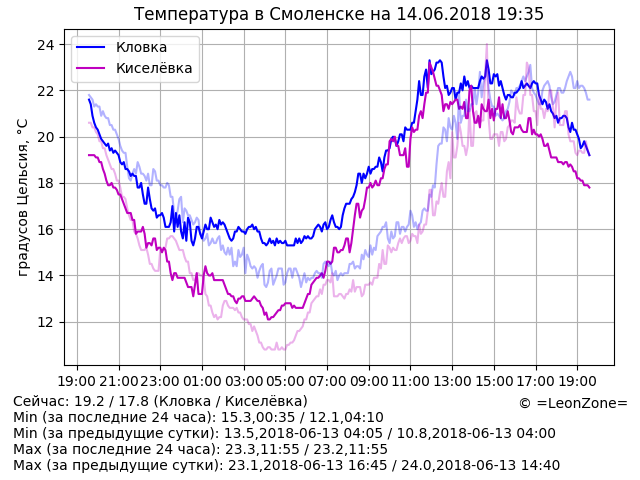 Температура в Смоленске на 14.06.2018 19:35
Кловка
Киселёвка
градусов Цельсия, °C
24
22
20
18
16
14
12
19:00 21:00 23:00 01:00 03:00 05:00 07:00 09:00 11:00 13:00 15:00 17:00 19:00
Сейчас: 19.2 / 17.8 (Кловка / Киселёвка)
© =LeonZone=
Min (за последние 24 часа): 15.3,00:35 / 12.1,04:10
Min (за предыдущие сутки): 13.5,2018-06-13 04:05 / 10.8,2018-06-13 04:00
Max (за последние 24 часа): 23.3,11:55 / 23.2,11:55
Max (за предыдущие сутки): 23.1,2018-06-13 16:45 / 24.0,2018-06-13 14:40